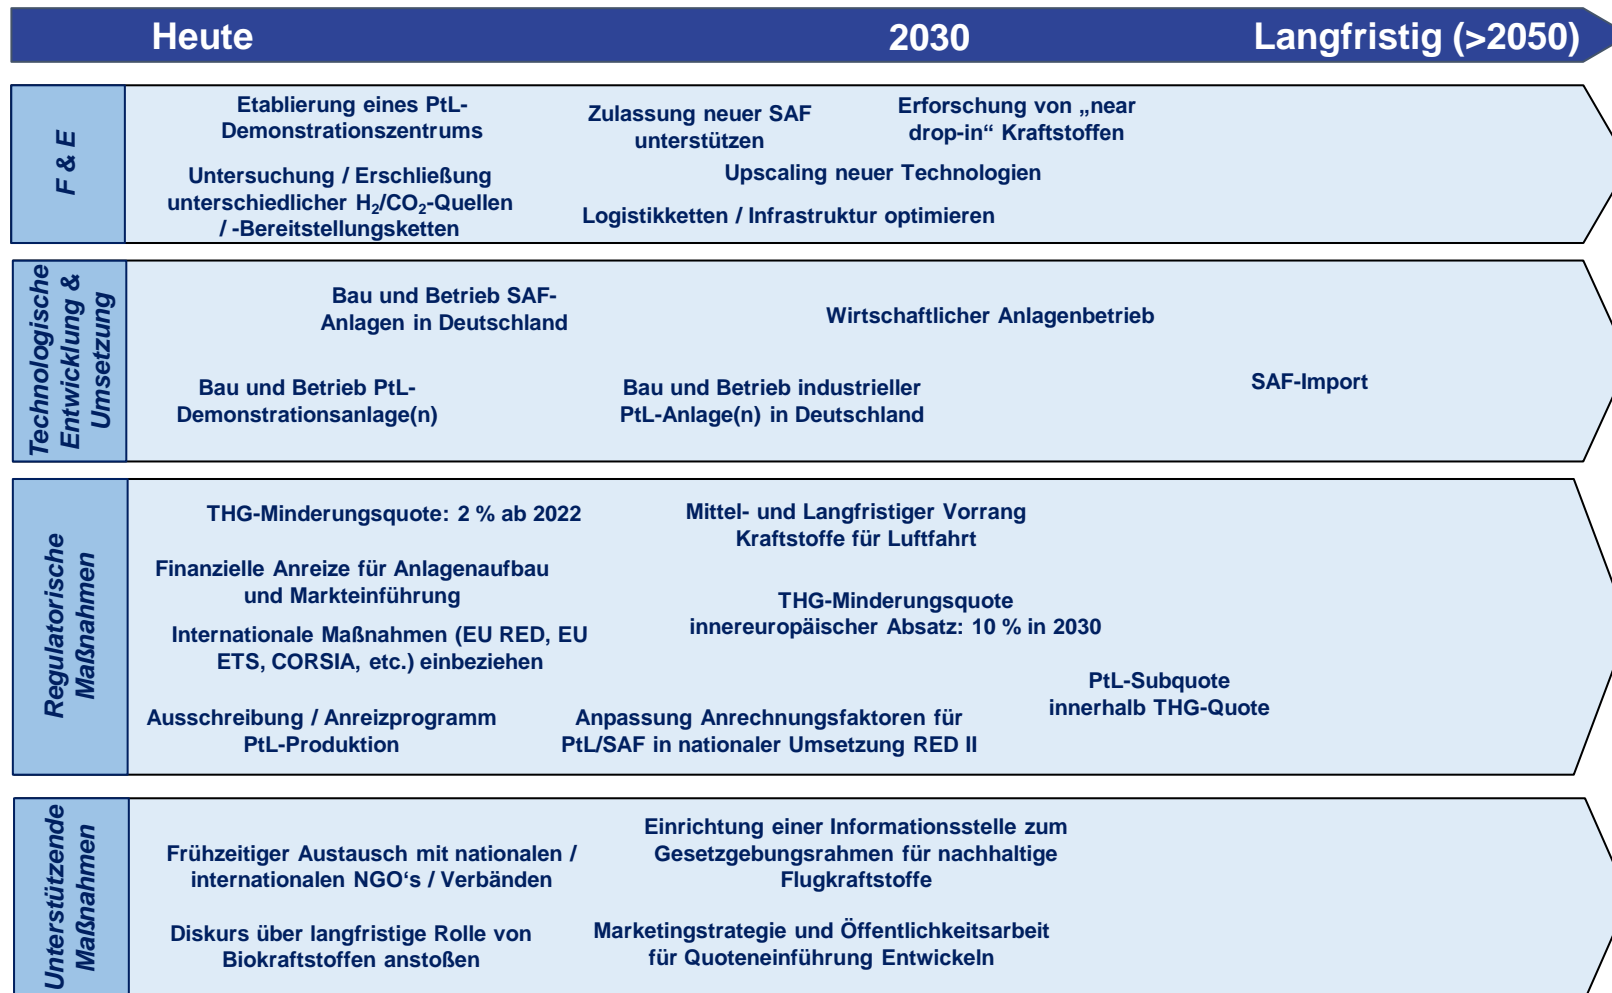 Heute
2030
Langfristig (>2050)
F & E
Etablierung eines PtL-
Demonstrationszentrums
Zulassung neuer SAF
unterstützen
Erforschung von „near
drop-in“ Kraftstoffen
Untersuchung / Erschließung
unterschiedlicher H₂/CO₂-Quellen
/ -Bereitstellungsketten
Upscaling neuer Technologien
Logistikketten / Infrastruktur optimieren
Technologische
Entwicklung &
Umsetzung
Bau und Betrieb SAF-
Anlagen in Deutschland
Wirtschaftlicher Anlagenbetrieb
Bau und Betrieb PtL-
Demonstrationsanlage(n)
Bau und Betrieb industrieller
PtL-Anlage(n) in Deutschland
SAF-Import
Regulatorische
Maßnahmen
THG-Minderungsquote: 2 % ab 2022
Mittel- und Langfristiger Vorrang
Kraftstoffe für Luftfahrt
Finanzielle Anreize für Anlagenaufbau
und Markteinführung
THG-Minderungsquote
innereuropäischer Absatz: 10 % in 2030
Internationale Maßnahmen (EU RED, EU
ETS, CORSIA, etc.) einbeziehen
PtL-Subquote
innerhalb THG-Quote
Ausschreibung / Anreizprogramm
PtL-Produktion
Anpassung Anrechnungsfaktoren für
PtL/SAF in nationaler Umsetzung RED II
Unterstützende
Maßnahmen
Frühzeitiger Austausch mit nationalen /
internationalen NGO‘s / Verbänden
Einrichtung einer Informationsstelle zum
Gesetzgebungsrahmen für nachhaltige
Flugkraftstoffe
Diskurs über langfristige Rolle von
Biokraftstoffen anstoßen
Marketingstrategie und Öffentlichkeitsarbeit
für Quoteneinführung Entwickeln